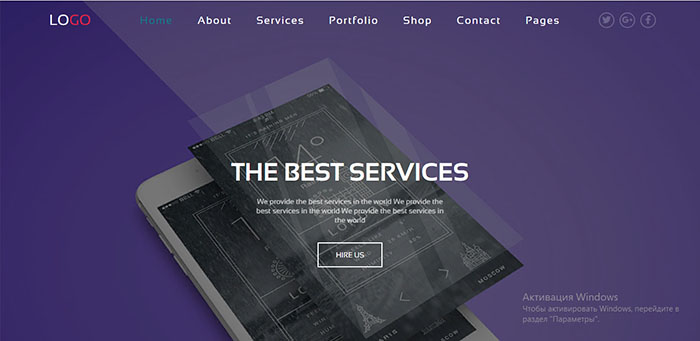 LOGO
Home
About
Services
Portfolio
Shop
Contact
Pages
THE BEST SERVICES
We provide the best services in the world We provide the
best services in the world We provide the best services in
the world
HIRE US
MOSCOW
Активация Windows
Чтобы активировать Windows, перейдите в
раздел "Параметры".